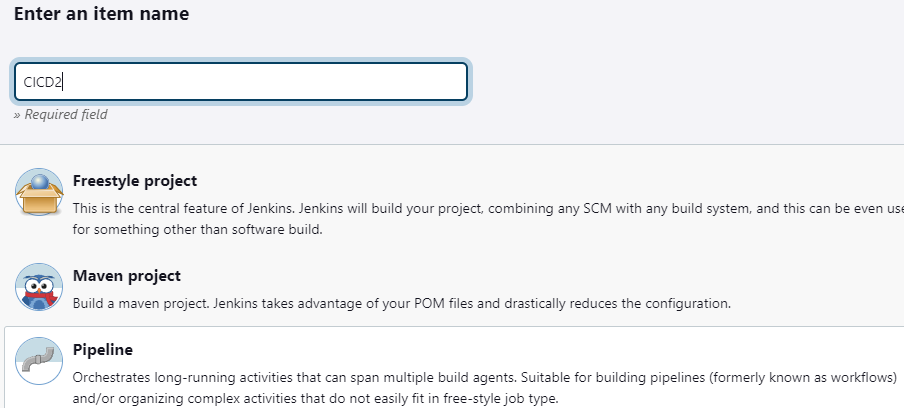 Enter an item name
CICD2
» Required field
Freestyle project
This is the central feature of Jenkins. Jenkins will build your project, combining any SCM with any build system, and this can be even use
for something other than software build.
Maven project
Build a maven project. Jenkins takes advantage of your POM files and drastically reduces the configuration.
Pipeline
Orchestrates long-running activities that can span multiple build agents. Suitable for building pipelines (formerly known as workflows)
and/or organizing complex activities that do not easily fit in free-style job type.